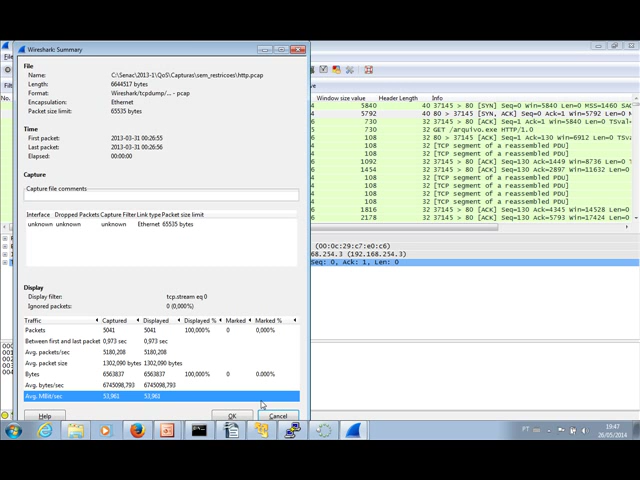 Wireshark: Summary
File
Name: C:\Senac\2013-1\QoS\Capturas\sem_restricoes\http.pcap
Length: 6644517 bytes
Format: Wireshark/tcpdump/... - pcap
Encapsulation: Ethernet
Packet size limit: 65535 bytes
Time
First packet: 2013-03-31 00:26:55
Last packet: 2013-03-31 00:26:56
Elapsed: 00:00:00
Capture
Capture file comments
Interface Dropped Packets Capture Filter Link type Packet size limit
unknown unknown unknown Ethernet 65535 bytes
Display
Display filter: tcp.stream eq 0
Ignored packets: 0 (0,000%)
Traffic Captured Displayed Displayed % Marked Marked %
Packets 5041 5041 100,000% 0 0,000%
Between first and last packet 0,973 sec 0,973 sec
Avg. packets/sec 5180,208 5180,208
Avg. packet size 1302,090 bytes 1302,090 bytes
Bytes 6563837 6563837 100,000% 0 0.000%
Avg. bytes/sec 6745098,793 6745098,793
Avg. MBit/sec 53,961 53,961
Help OK Cancel
No.
Window size value Header Length Info
5840 40 37145 > 80 [SYN] Seq=0 Win=5840 Len=0 MSS=1460
5792 40 80 > 37145 [SYN, ACK] Seq=0 Ack=1 Win=5792 Len=0
730 32 37145 > 80 [ACK] Seq=1 Ack=1 Win=5840 Len=0
730 32 GET /arquivo.exe HTTP/1.0
108 32 80 > 37145 [ACK] Seq=1 Ack=130 Win=6912 Len=0
108 32 [TCP segment of a reassembled PDU]
108 32 [TCP segment of a reassembled PDU]
1092 32 37145 > 80 [ACK] Seq=130 Ack=1449 Win=8736 Len=0
1454 32 37145 > 80 [ACK] Seq=130 Ack=2897 Win=11632 Len=0
108 32 [TCP segment of a reassembled PDU]
108 32 [TCP segment of a reassembled PDU]
108 32 [TCP segment of a reassembled PDU]
1816 32 37145 > 80 [ACK] Seq=130 Ack=4345 Win=14528 Len=0
2178 32 37145 > 80 [ACK] Seq=130 Ack=5793 Win=17424 Len=0
(00:0c:29:c7:e0:c6)
68.254.3 (192.168.254.3)
Seq: 0, Ack: 1, Len: 0
PT
19:47
26/05/2014